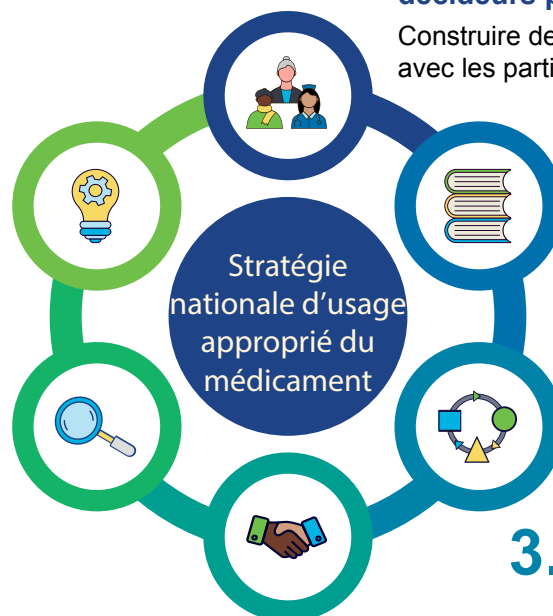 Construire de
avec les parti
Stratégie
nationale d’usage
approprié du
médicament
3.